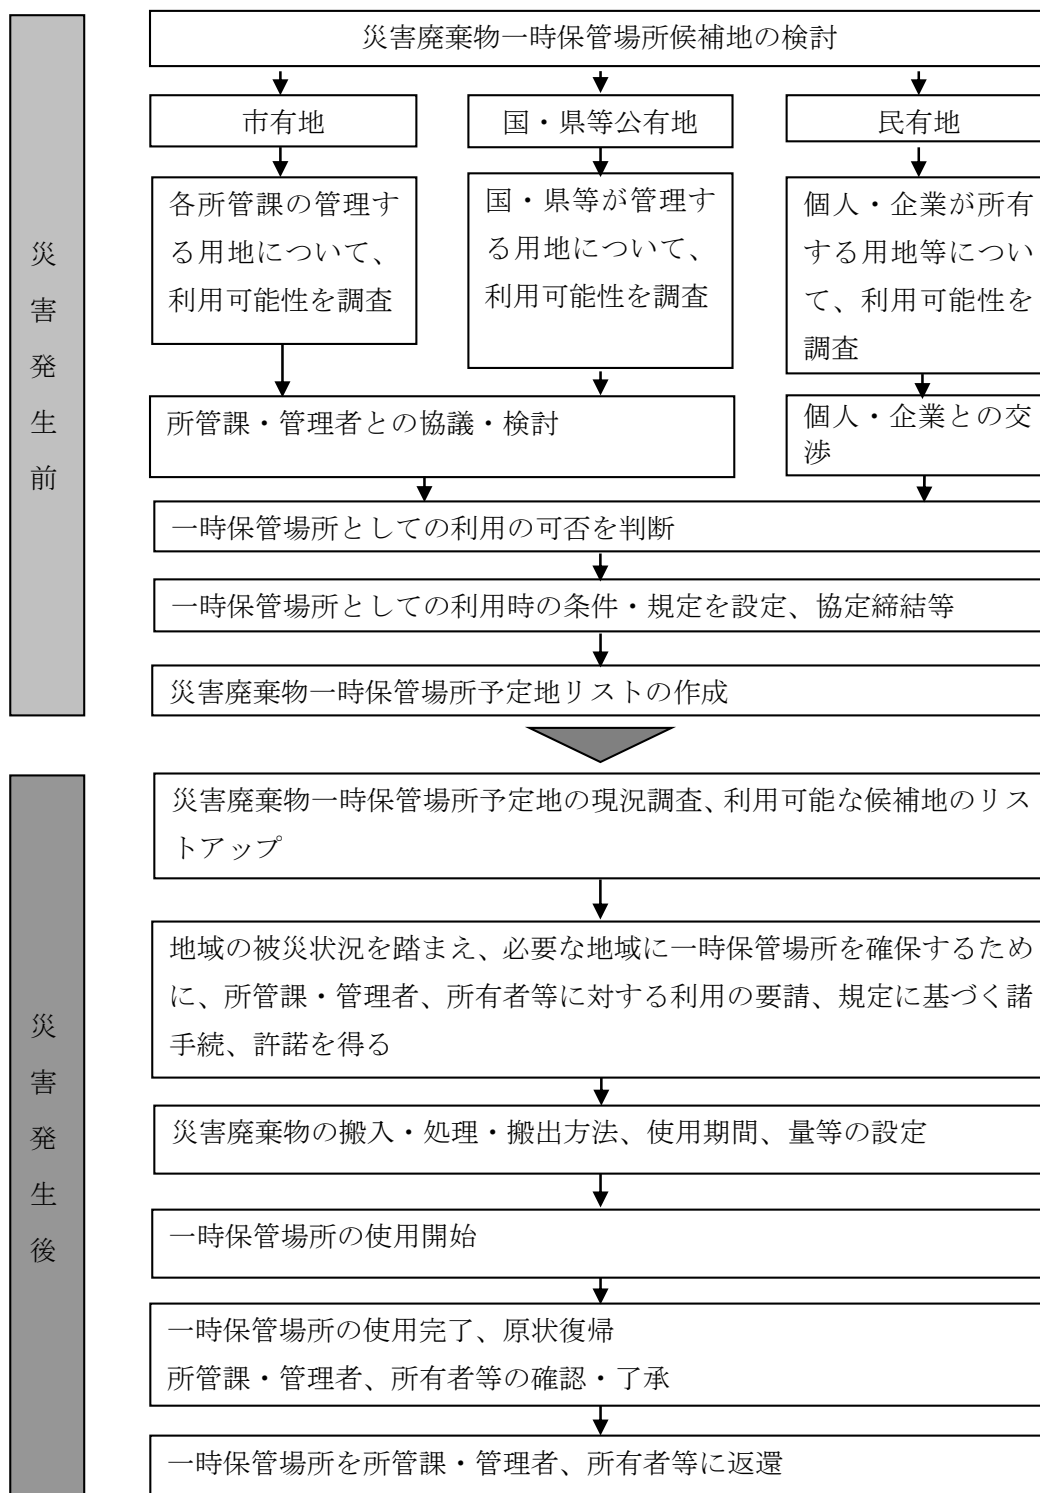 災害発生前
災害廃棄物一時保管場所候補地の検討
市有地
国・県等公有地
民有地
各所管課の管理す
る用地について、
利用可能性を調査
国・県等が管理す
る用地について、
利用可能性を調査
個人・企業が所有
する用地等につい
て、利用可能性を
調査
所管課・管理者との協議・検討
個人・企業との交
渉
一時保管場所としての利用の可否を判断
一時保管場所としての利用時の条件・規定を設定、協定締結等
災害廃棄物一時保管場所予定地リストの作成
災害発生後
災害廃棄物一時保管場所予定地の現況調査、利用可能な候補地のリス
トアップ
地域の被災状況を踏まえ、必要な地域に一時保管場所を確保するため
に、所管課・管理者、所有者等に対する利用の要請、規定に基づく諸
手続、許諾を得る
災害廃棄物の搬入・処理・搬出方法、使用期間、量等の設定
一時保管場所の使用開始
一時保管場所の使用完了、原状復帰
所管課・管理者、所有者等の確認・了承
一時保管場所を所管課・管理者、所有者等に返還